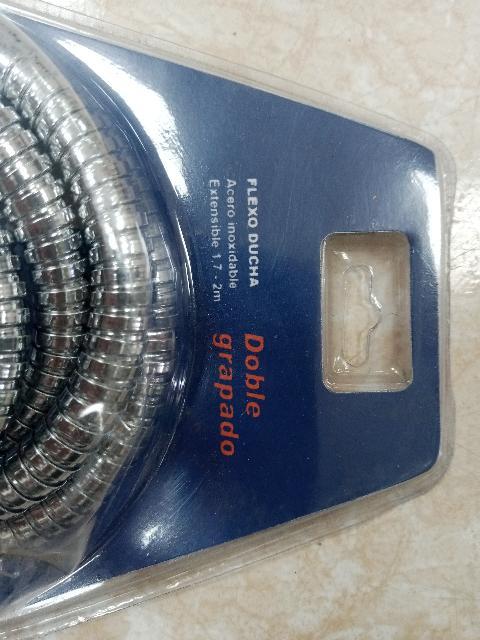 FLEXO DUCHA
Acero inoxidable
Extensible 1,7 - 2m
Doble
grapado